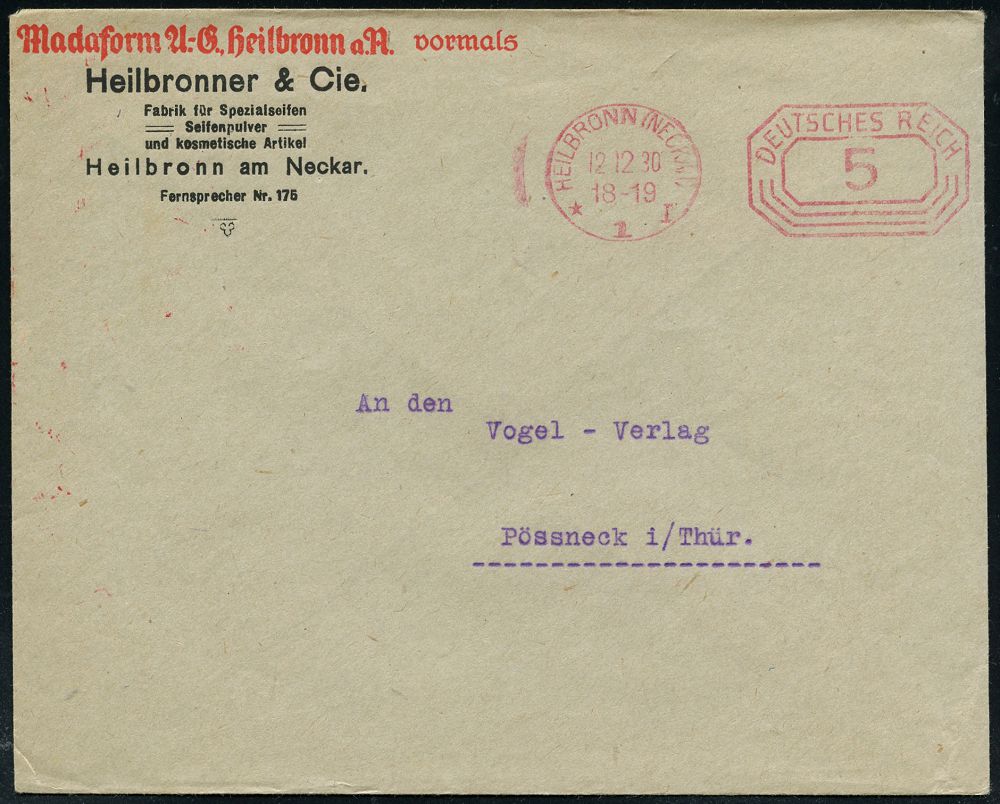 Madaform A.-G., Heilbronn a.N. vormals
Heilbronner & Cie.
Fabrik für Spezialseifen
Seifenpulver
und kosmetische Artikel
Heilbronn am Neckar.
Fernsprecher Nr. 175
HEILBRONN (NECKAR)
12.12.30
18-19
* 1 I
DEUTSCHES REICH
5
An den
Vogel - Verlag
Pössneck i/Thür.